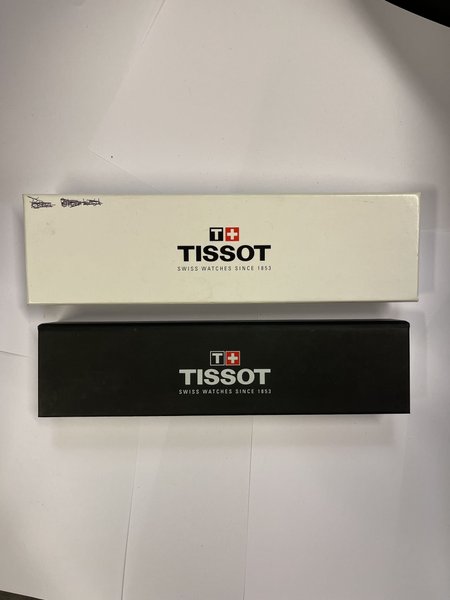 T+
TISSOT
SWISS WATCHES SINCE 1853
T+
TISSOT
SWISS WATCHES SINCE 1853